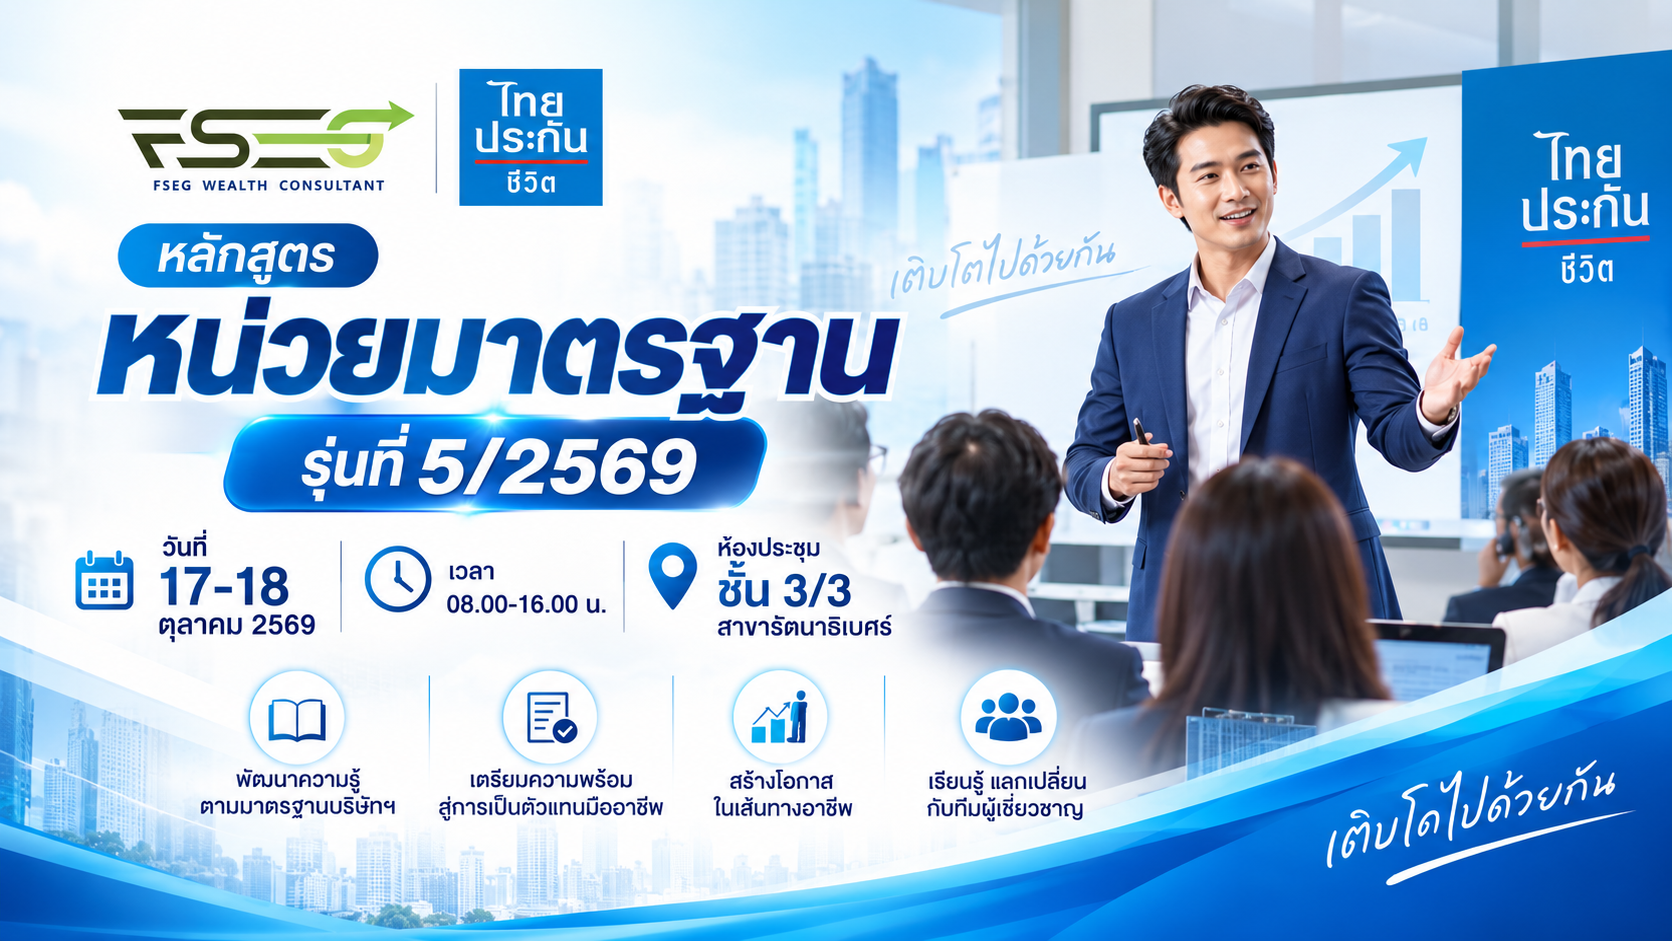 FSEG
FSEG WEALTH CONSULTANT
ไทย
ประกัน
ชีวิต
หลักสูตร
หน่วยมาตรฐาน
รุ่นที่ 5/2569
วันที่
17-18
ตุลาคม 2569
เวลา
08.00-16.00 น.
ห้องประชุม
ชั้น 3/3
สาขารัตนาธิเบศร์
พัฒนาความรู้
ตามมาตรฐานบริษัทฯ
เตรียมความพร้อม
สู่การเป็นตัวแทนมืออาชีพ
สร้างโอกาส
ในเส้นทางอาชีพ
เรียนรู้ แลกเปลี่ยน
กับทีมผู้เชี่ยวชาญ
เติบโตไปด้วยกัน
ไทย
ประกัน
ชีวิต
เติบโตไปด้วยกัน